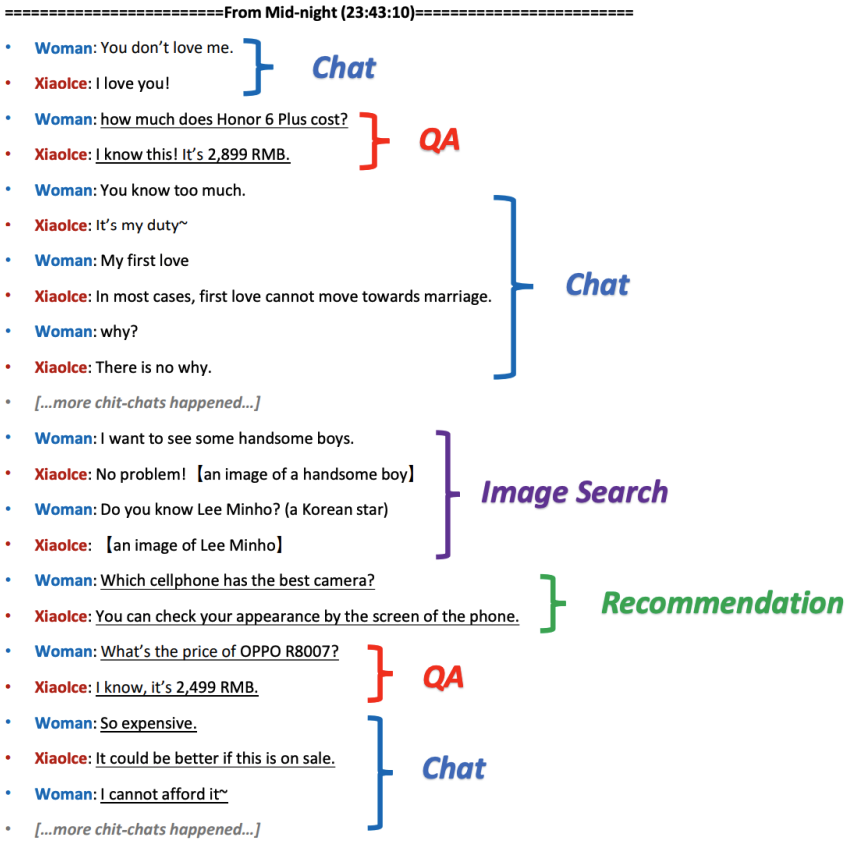 =========================From Mid-night (23:43:10)=========================
• Woman: You don’t love me.
• XiaoIce: I love you!
Chat
• Woman: how much does Honor 6 Plus cost?
• XiaoIce: I know this! It’s 2,899 RMB.
QA
• Woman: You know too much.
• XiaoIce: It’s my duty~
• Woman: My first love
• XiaoIce: In most cases, first love cannot move towards marriage.
• Woman: why?
• XiaoIce: There is no why.
Chat
• [...more chit-chats happened...]
• Woman: I want to see some handsome boys.
• XiaoIce: No problem!【an image of a handsome boy】
• Woman: Do you know Lee Minho? (a Korean star)
• XiaoIce: 【an image of Lee Minho】
Image Search
• Woman: Which cellphone has the best camera?
• XiaoIce: You can check your appearance by the screen of the phone.
Recommendation
• Woman: What’s the price of OPPO R8007?
• XiaoIce: I know, it’s 2,499 RMB.
QA
• Woman: So expensive.
• XiaoIce: It could be better if this is on sale.
• Woman: I cannot afford it~
Chat
• [...more chit-chats happened...]